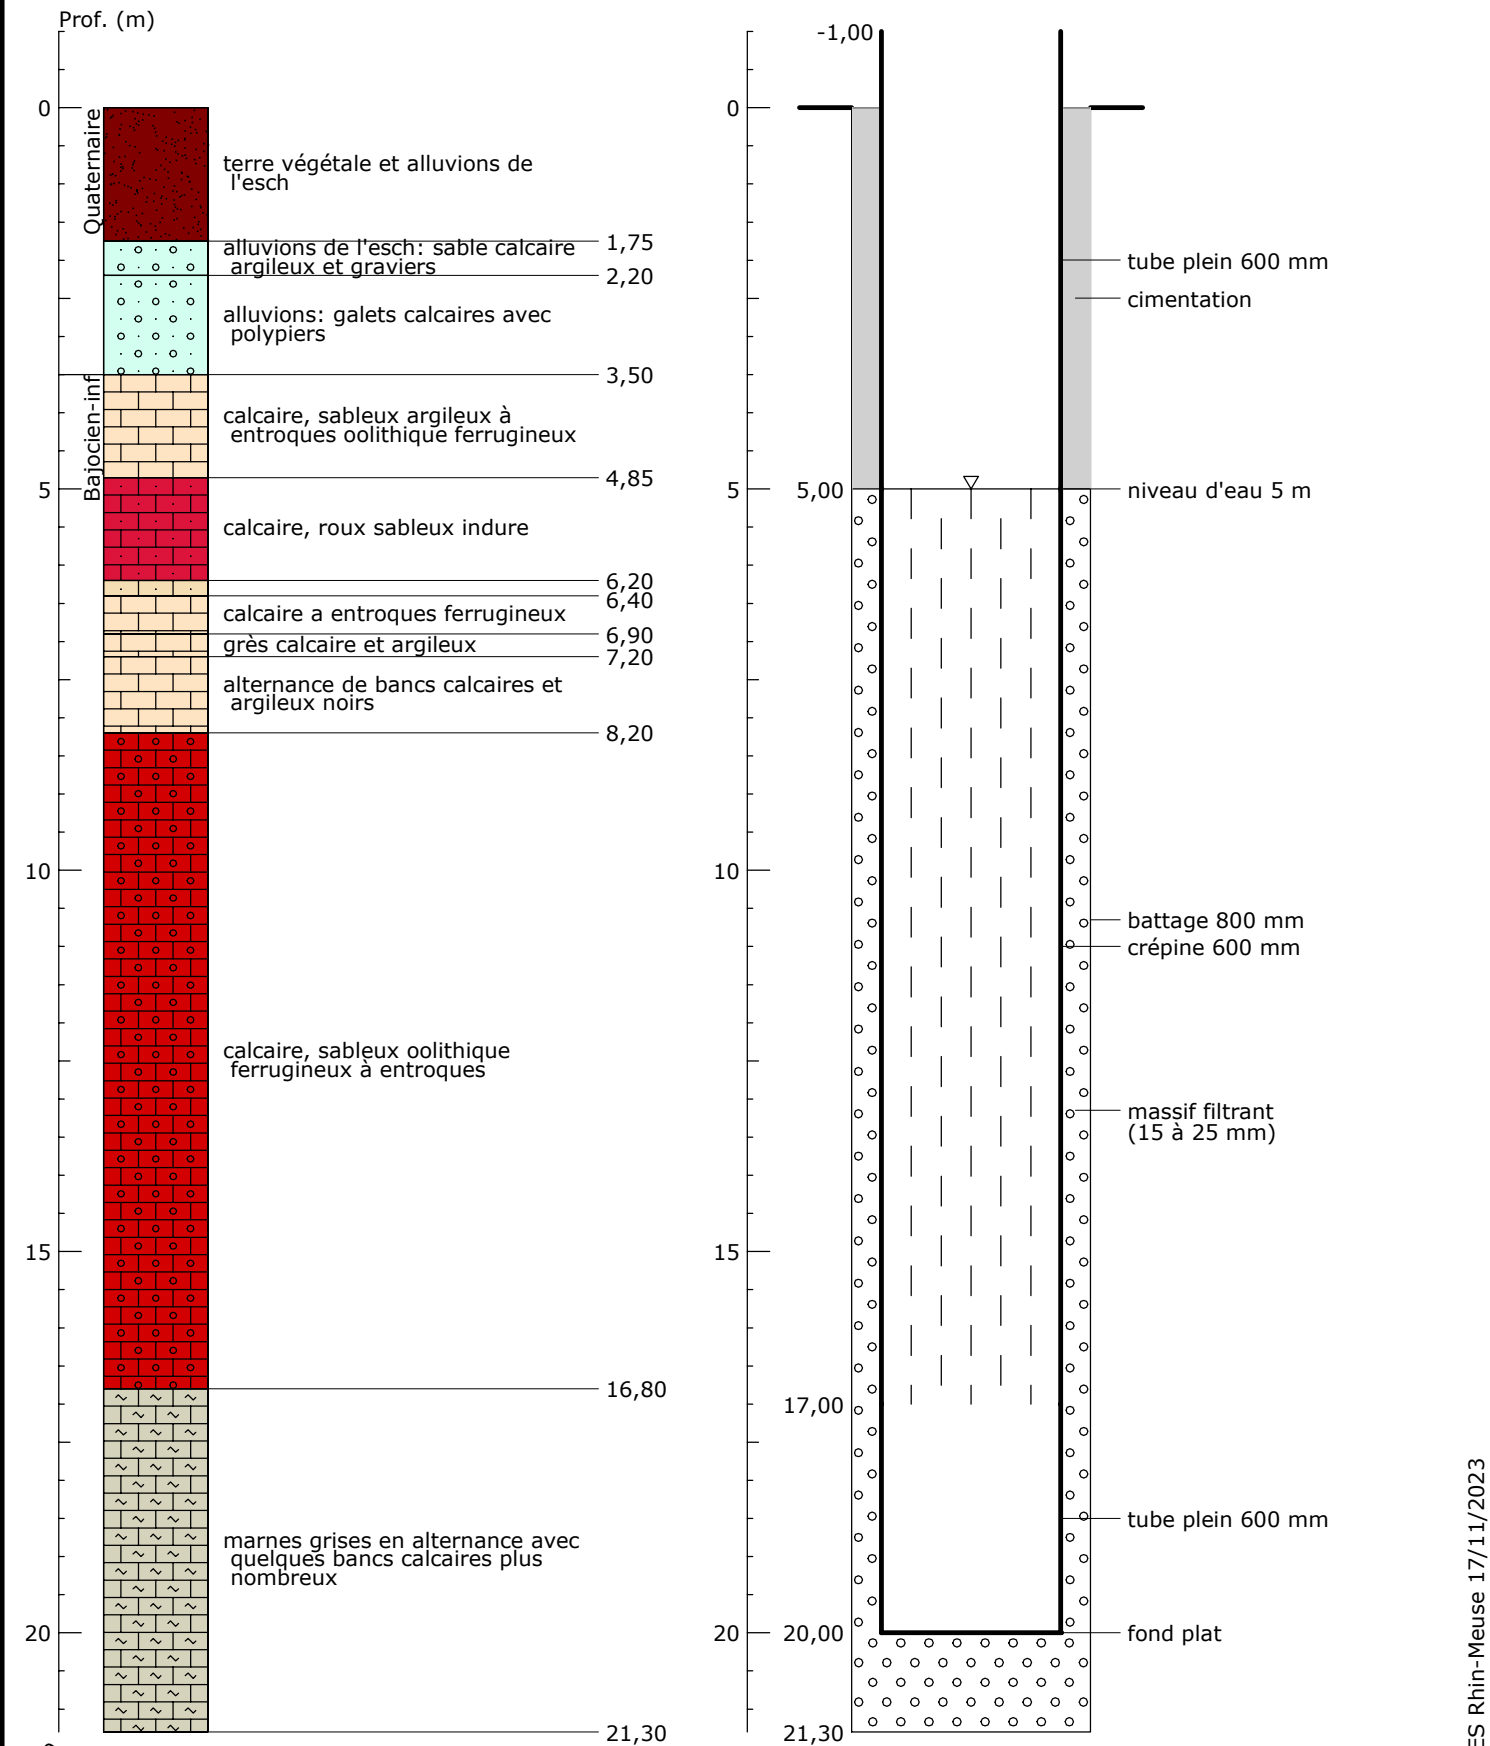 Prof. (m)
0
5
10
15
20
Quaternaire
Bajocien-inf
terre végétale et alluvions de
l'esch
1,75
alluvions de l'esch: sable calcaire
argileux et graviers
2,20
alluvions: galets calcaires avec
polypiers
3,50
calcaire, sableux argileux à
entroques oolithique ferrugineux
4,85
calcaire, roux sableux indure
6,20
6,40
calcaire a entroques ferrugineux
6,90
grès calcaire et argileux
7,20
alternance de bancs calcaires et
argileux noirs
8,20
calcaire, sableux oolithique
ferrugineux à entroques
16,80
marnes grises en alternance avec
quelques bancs calcaires plus
nombreux
21,30
0
5
10
15
20
-1,00
5,00
17,00
20,00
21,30
tube plein 600 mm
cimentation
niveau d'eau 5 m
battage 800 mm
crépine 600 mm
massif filtrant
(15 à 25 mm)
tube plein 600 mm
fond plat
ES Rhin-Meuse 17/11/2023